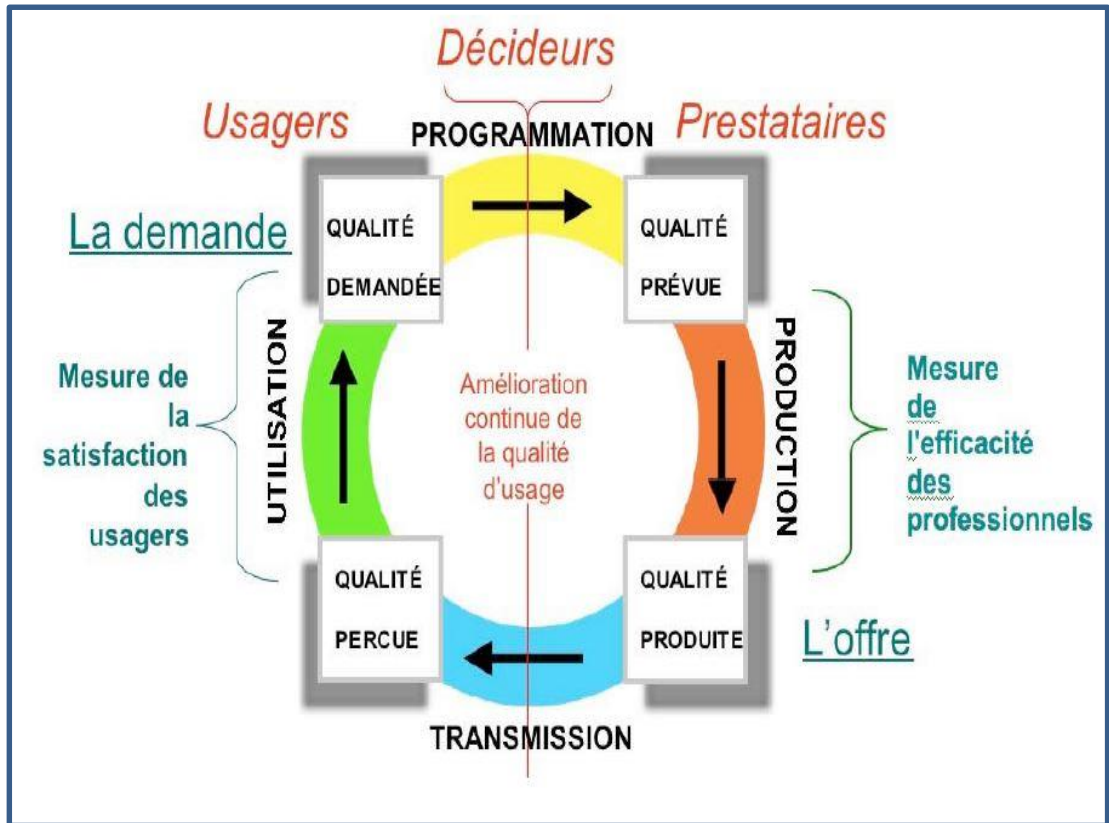 Décideurs
Usagers
PROGRAMMATION
Prestataires
La demande
QUALITÉ
DEMANDÉE
QUALITÉ
PRÉVUE
UTILISATION
Mesure de
la
satisfaction
des
usagers
Amélioration
continue de
la qualité
d'usage
PRODUCTION
Mesure
de
l'efficacité
des
professionnels
QUALITÉ
PERCUE
QUALITÉ
PRODUITE
L'offre
TRANSMISSION